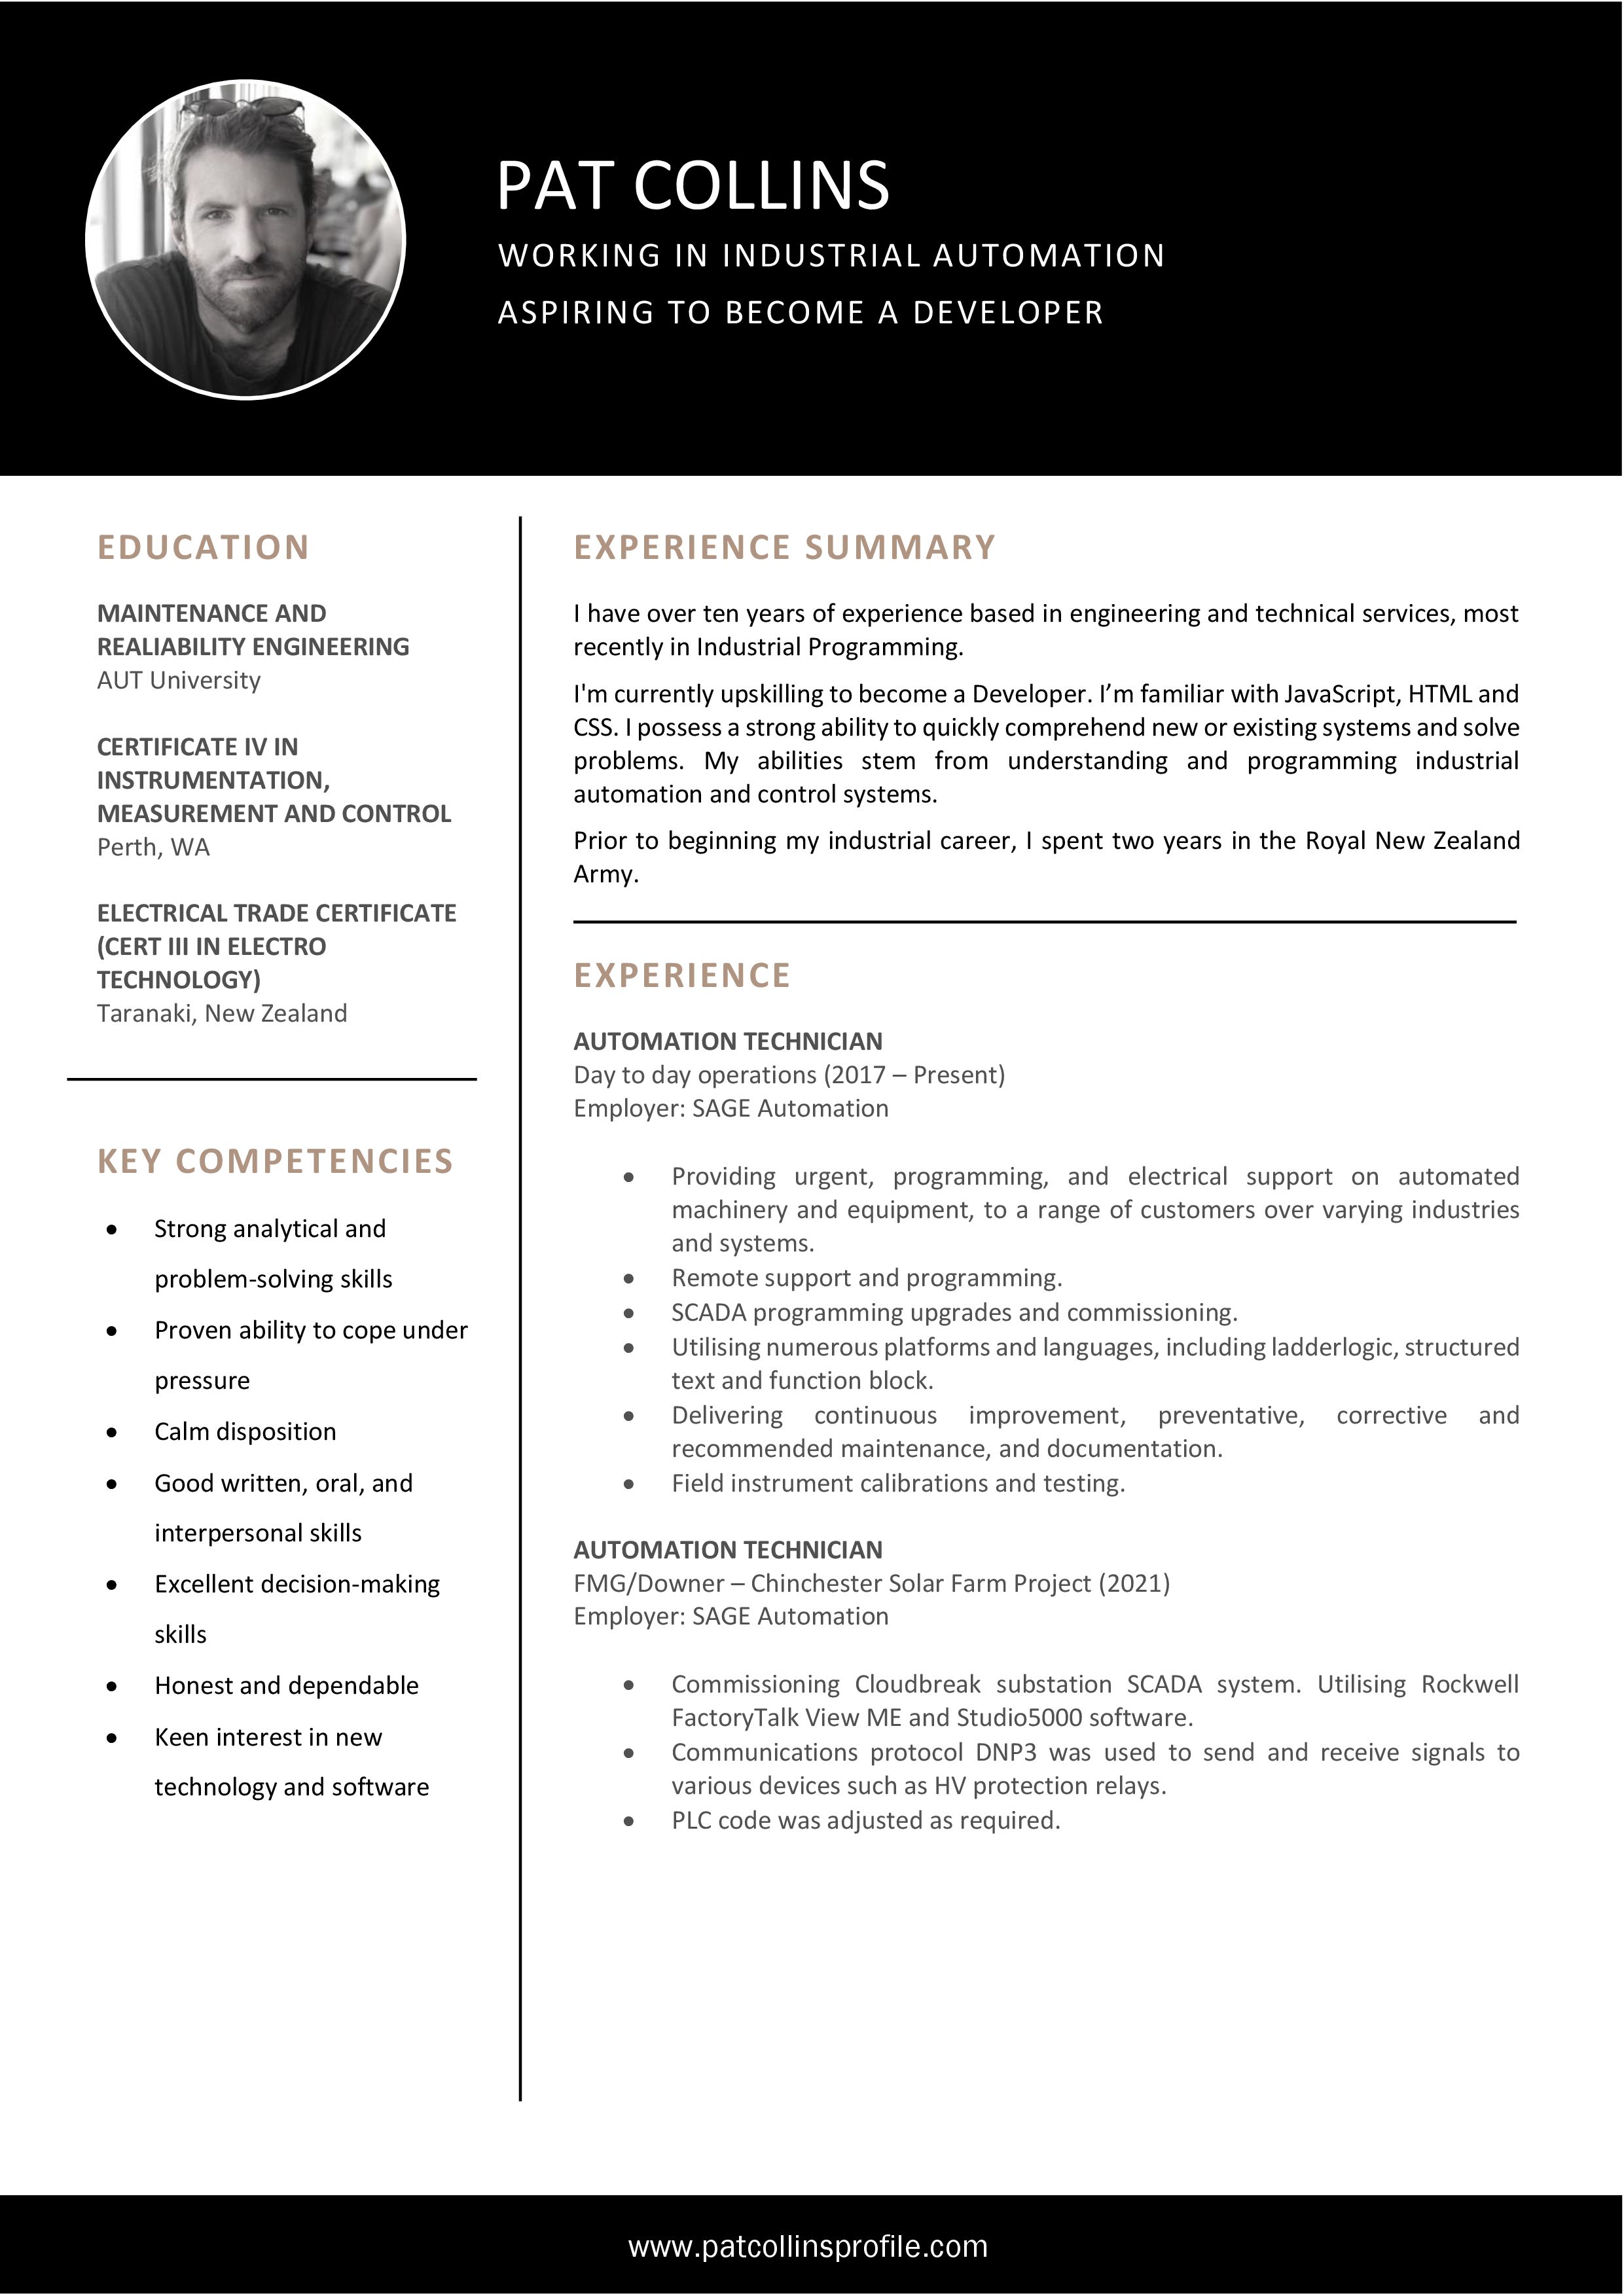 PAT COLLINS
WORKING IN INDUSTRIAL AUTOMATION
ASPIRING TO BECOME A DEVELOPER
EDUCATION
MAINTENANCE AND
REALIABILITY ENGINEERING
AUT University
CERTIFICATE IV IN
INSTRUMENTATION,
MEASUREMENT AND CONTROL
Perth, WA
ELECTRICAL TRADE CERTIFICATE
(CERT III IN ELECTRO
TECHNOLOGY)
Taranaki, New Zealand
KEY COMPETENCIES
• Strong analytical and
problem-solving skills
• Proven ability to cope under
pressure
• Calm disposition
• Good written, oral, and
interpersonal skills
• Excellent decision-making
skills
• Honest and dependable
• Keen interest in new
technology and software
EXPERIENCE SUMMARY
I have over ten years of experience based in engineering and technical services, most
recently in Industrial Programming.
I'm currently upskilling to become a Developer. I’m familiar with JavaScript, HTML and
CSS. I possess a strong ability to quickly comprehend new or existing systems and solve
problems. My abilities stem from understanding and programming industrial
automation and control systems.
Prior to beginning my industrial career, I spent two years in the Royal New Zealand
Army.
EXPERIENCE
AUTOMATION TECHNICIAN
Day to day operations (2017 – Present)
Employer: SAGE Automation
• Providing urgent, programming, and electrical support on automated
machinery and equipment, to a range of customers over varying industries
and systems.
• Remote support and programming.
• SCADA programming upgrades and commissioning.
• Utilising numerous platforms and languages, including ladderlogic, structured
text and function block.
• Delivering continuous improvement, preventative, corrective and
recommended maintenance, and documentation.
• Field instrument calibrations and testing.
AUTOMATION TECHNICIAN
FMG/Downer – Chinchester Solar Farm Project (2021)
Employer: SAGE Automation
• Commissioning Cloudbreak substation SCADA system. Utilising Rockwell
FactoryTalk View ME and Studio5000 software.
• Communications protocol DNP3 was used to send and receive signals to
various devices such as HV protection relays.
• PLC code was adjusted as required.
www.patcollinsprofile.com